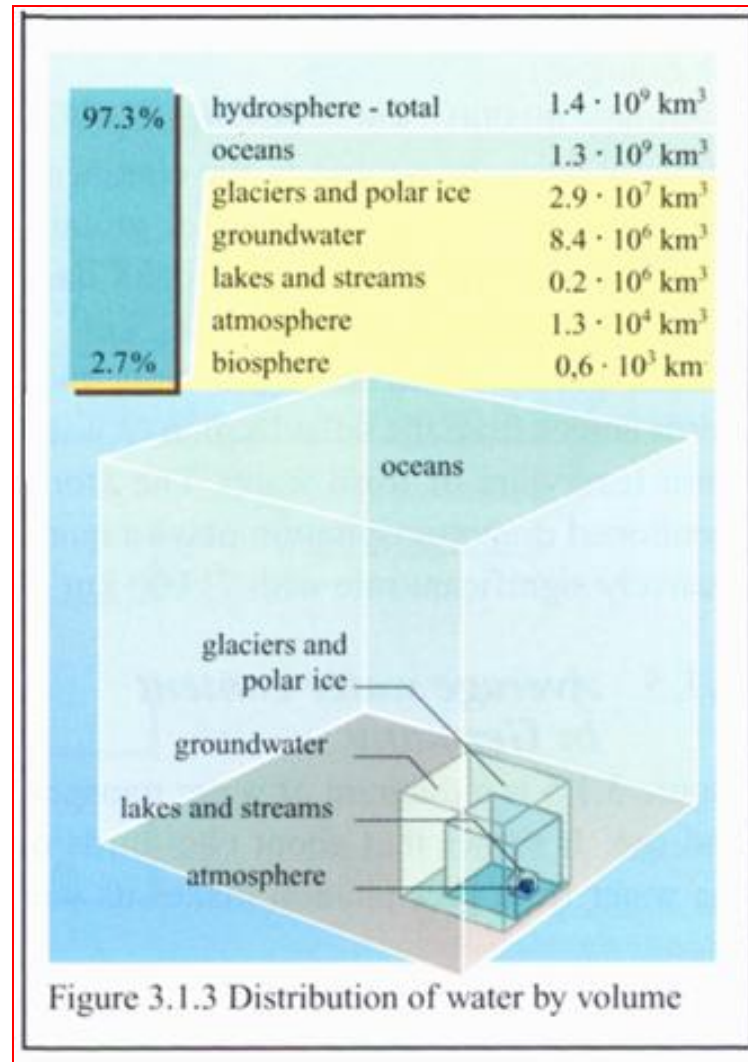 97.3%
hydrosphere - total 1.4 · 10⁹ km³
oceans 1.3 · 10⁹ km³
glaciers and polar ice 2.9 · 10⁷ km³
groundwater 8.4 · 10⁶ km³
lakes and streams 0.2 · 10⁶ km³
atmosphere 1.3 · 10⁴ km³
2.7% biosphere 0,6 · 10³ km
oceans
glaciers and
polar ice
groundwater
lakes and streams
atmosphere
Figure 3.1.3 Distribution of water by volume